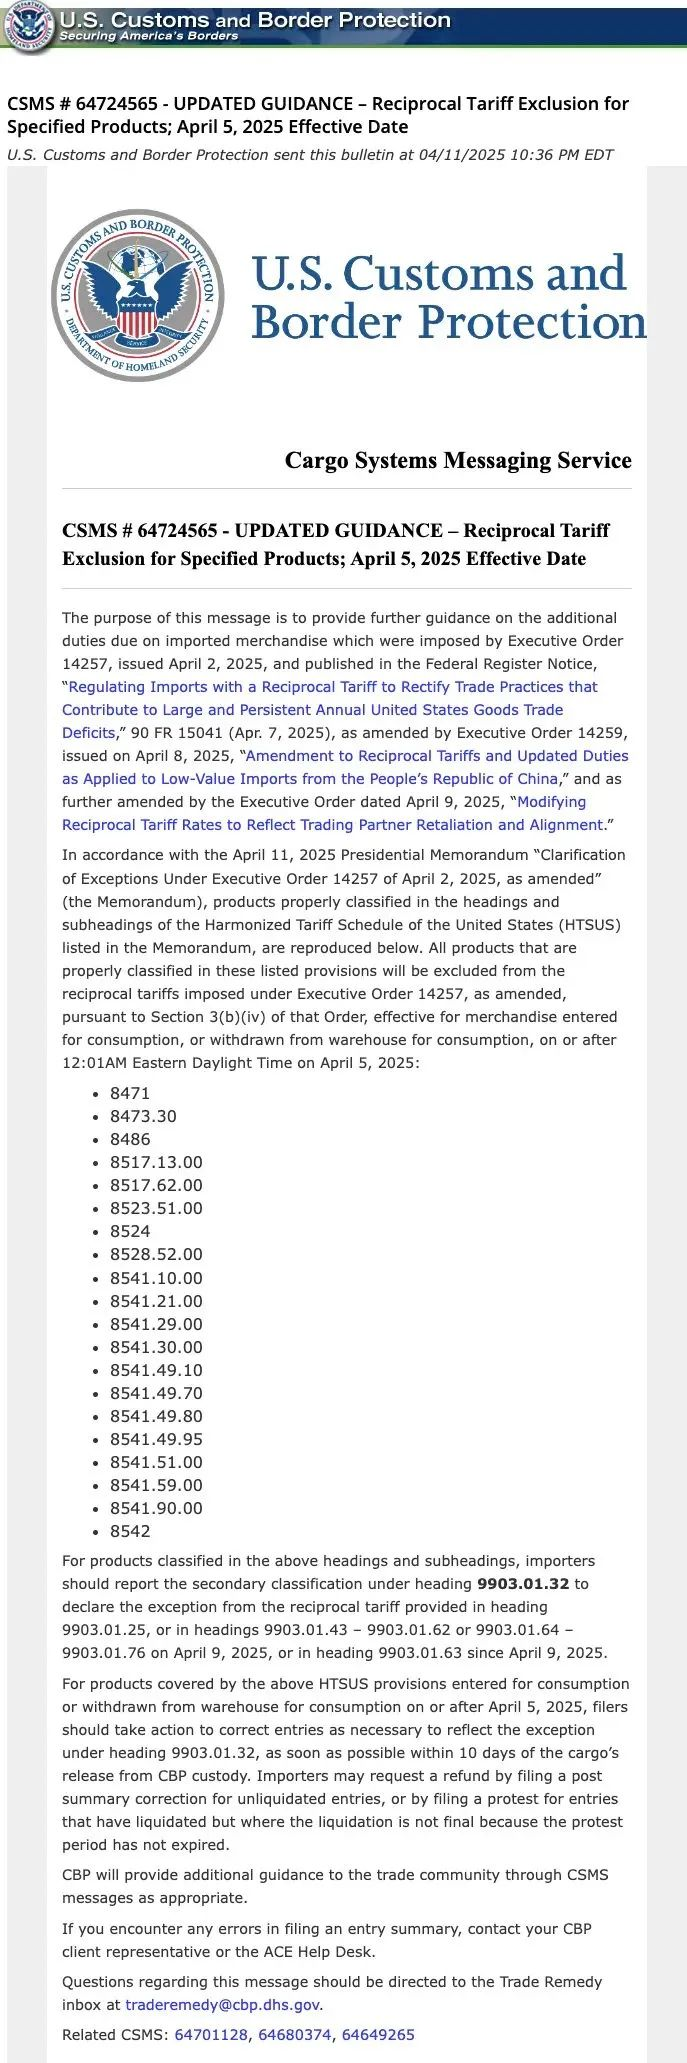 U.S. Customs and Border Protection
Securing America's Borders
CSMS # 64724565 - UPDATED GUIDANCE – Reciprocal Tariff Exclusion for
Specified Products; April 5, 2025 Effective Date
U.S. Customs and Border Protection sent this bulletin at 04/11/2025 10:36 PM EDT
U.S. CUSTOMS AND BORDER PROTECTION
DEPARTMENT OF HOMELAND SECURITY
U.S. Customs and
Border Protection
Cargo Systems Messaging Service
CSMS # 64724565 - UPDATED GUIDANCE – Reciprocal Tariff
Exclusion for Specified Products; April 5, 2025 Effective Date
The purpose of this message is to provide further guidance on the additional
duties due on imported merchandise which were imposed by Executive Order
14257, issued April 2, 2025, and published in the Federal Register Notice,
“Regulating Imports with a Reciprocal Tariff to Rectify Trade Practices that
Contribute to Large and Persistent Annual United States Goods Trade
Deficits,” 90 FR 15041 (Apr. 7, 2025), as amended by Executive Order 14259,
issued on April 8, 2025, “Amendment to Reciprocal Tariffs and Updated Duties
as Applied to Low-Value Imports from the People’s Republic of China,” and as
further amended by the Executive Order dated April 9, 2025, “Modifying
Reciprocal Tariff Rates to Reflect Trading Partner Retaliation and Alignment.”
In accordance with the April 11, 2025 Presidential Memorandum “Clarification
of Exceptions Under Executive Order 14257 of April 2, 2025, as amended”
(the Memorandum), products properly classified in the headings and
subheadings of the Harmonized Tariff Schedule of the United States (HTSUS)
listed in the Memorandum, are reproduced below. All products that are
properly classified in these listed provisions will be excluded from the
reciprocal tariffs imposed under Executive Order 14257, as amended,
pursuant to Section 3(b)(iv) of that Order, effective for merchandise entered
for consumption, or withdrawn from warehouse for consumption, on or after
12:01AM Eastern Daylight Time on April 5, 2025:
• 8471
• 8473.30
• 8486
• 8517.13.00
• 8517.62.00
• 8523.51.00
• 8524
• 8528.52.00
• 8541.10.00
• 8541.21.00
• 8541.29.00
• 8541.30.00
• 8541.49.10
• 8541.49.70
• 8541.49.80
• 8541.49.95
• 8541.51.00
• 8541.59.00
• 8541.90.00
• 8542
For products classified in the above headings and subheadings, importers
should report the secondary classification under heading 9903.01.32 to
declare the exception from the reciprocal tariff provided in heading
9903.01.25, or in headings 9903.01.43 – 9903.01.62 or 9903.01.64 –
9903.01.76 on April 9, 2025, or in heading 9903.01.63 since April 9, 2025.
For products covered by the above HTSUS provisions entered for consumption
or withdrawn from warehouse for consumption on or after April 5, 2025, filers
should take action to correct entries as necessary to reflect the exception
under heading 9903.01.32, as soon as possible within 10 days of the cargo’s
release from CBP custody. Importers may request a refund by filing a post
summary correction for unliquidated entries, or by filing a protest for entries
that have liquidated but where the liquidation is not final because the protest
period has not expired.
CBP will provide additional guidance to the trade community through CSMS
messages as appropriate.
If you encounter any errors in filing an entry summary, contact your CBP
client representative or the ACE Help Desk.
Questions regarding this message should be directed to the Trade Remedy
inbox at traderemedy@cbp.dhs.gov.
Related CSMS: 64701128, 64680374, 64649265